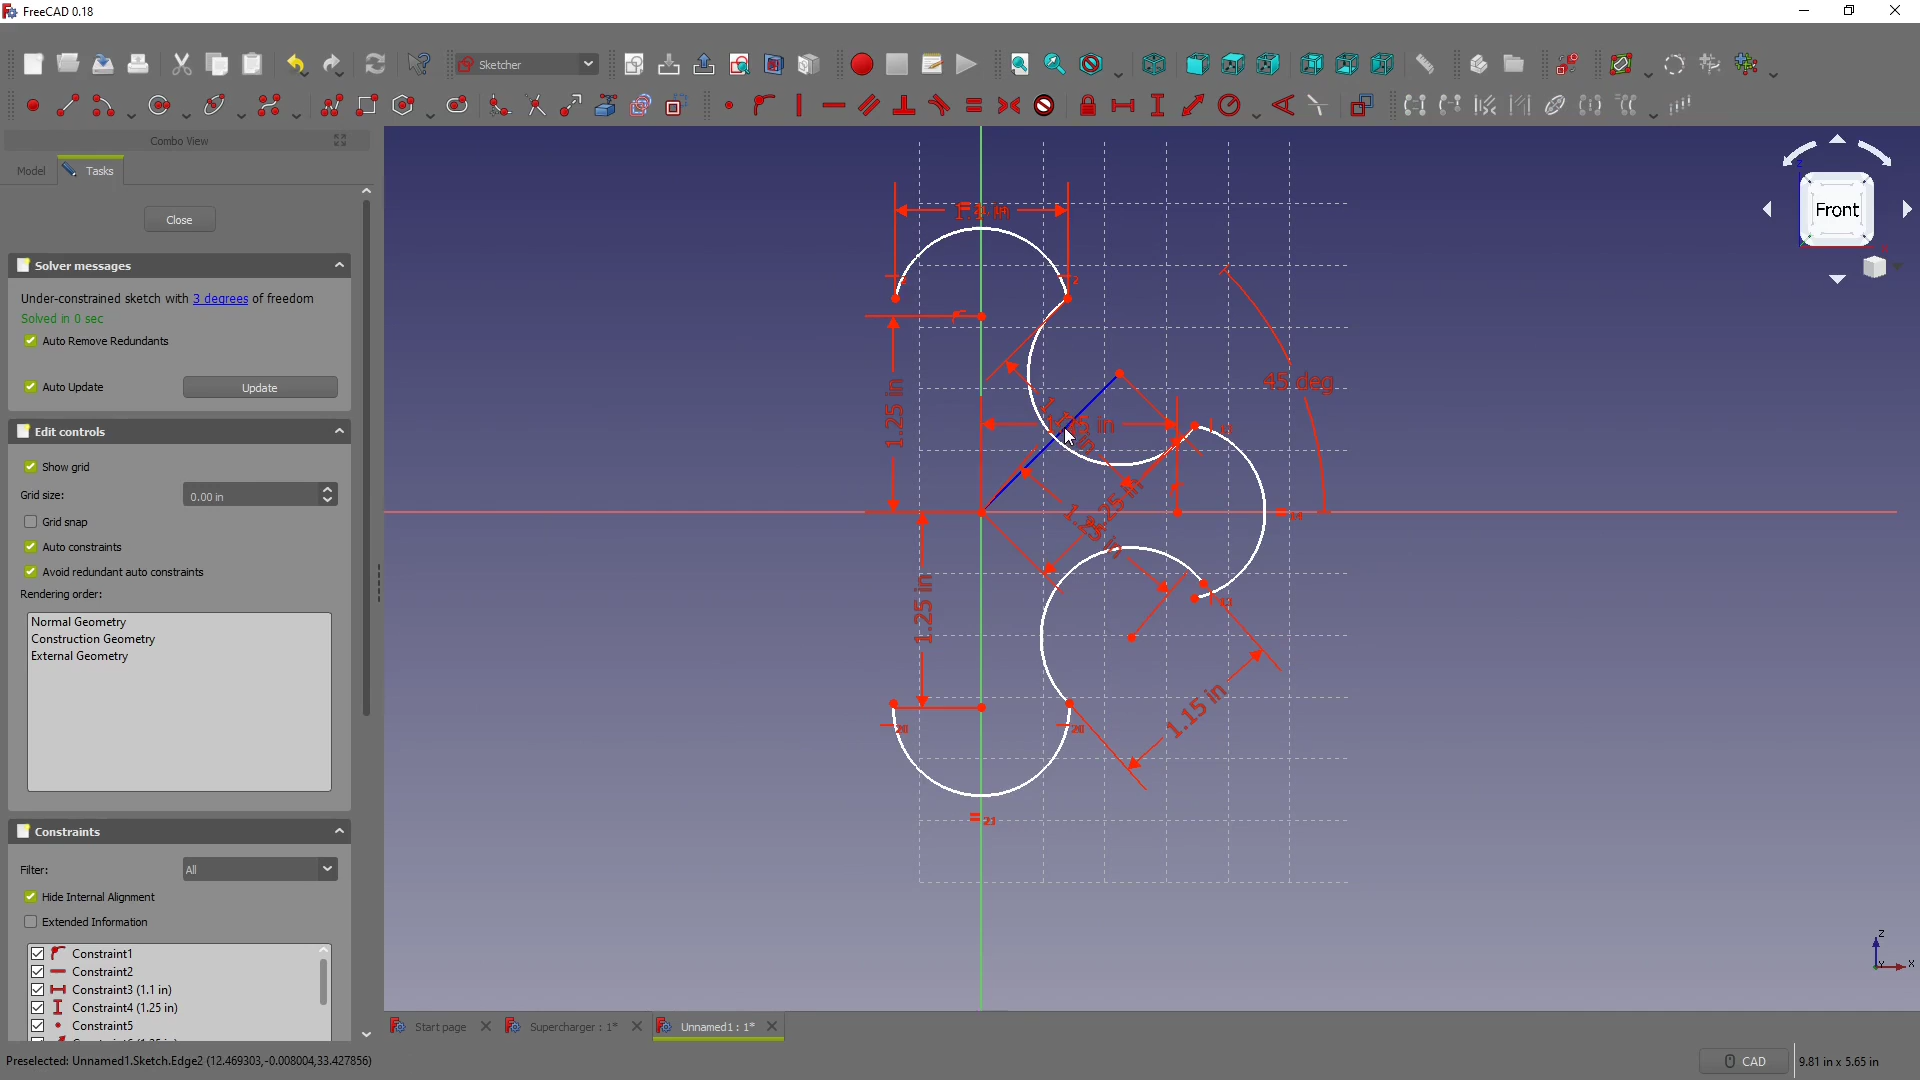 FreeCAD 0.18
Sketcher
Combo View
Model
Tasks
Close
Solver messages
Under-constrained sketch with 3 degrees of freedom
Solved in 0 sec
Auto Remove Redundants
Auto Update
Update
Edit controls
Show grid
Grid size:
0.00 in
Grid snap
Auto constraints
Avoid redundant auto constraints
Rendering order:
Normal Geometry
Construction Geometry
External Geometry
Constraints
Filter:
All
Hide Internal Alignment
Extended Information
Constraint1
Constraint2
Constraint3 (1.1 in)
Constraint4 (1.25 in)
Constraint5
Front
45 deg
1.25 in
1.25 in
1.25 in
1.15 in
Start page
Supercharger : 1*
Unnamed1 : 1*
Z
X
Y
Preselected: Unnamed1.Sketch.Edge2 (12.469303,-0.008004,33.427856)
CAD
9.81 in x 5.65 in